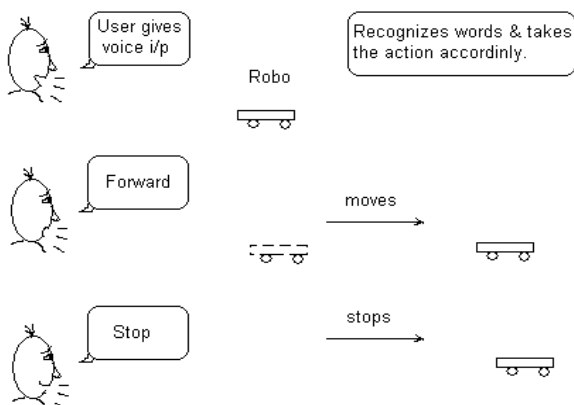 User gives
voice i/p
Recognizes words & takes
the action accordinly.
Robo
Forward
moves
Stop
stops